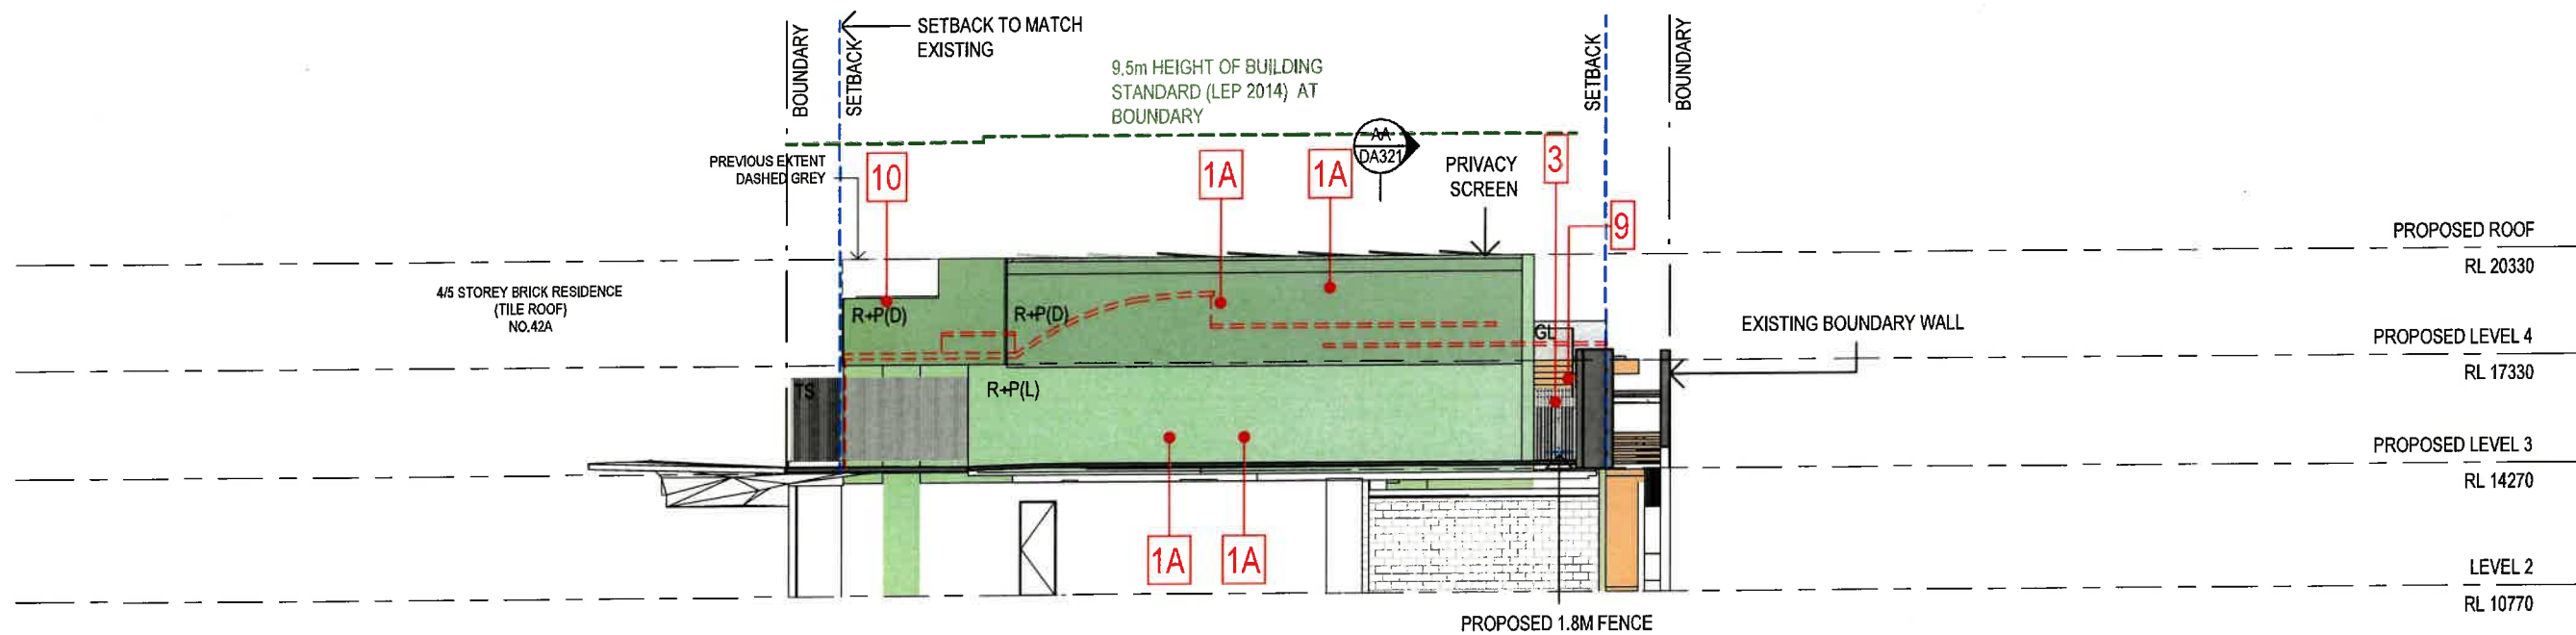 BOUNDARY
SETBACK
SETBACK TO MATCH
EXISTING
9.5m HEIGHT OF BUILDING
STANDARD (LEP 2014) AT
BOUNDARY
SETBACK
BOUNDARY
AA
DA321
PREVIOUS EXTENT
DASHED GREY
10
1A
1A
PRIVACY
SCREEN
3
9
PROPOSED ROOF
RL 20330
4/5 STOREY BRICK RESIDENCE
(TILE ROOF)
NO.42A
R+P(D)
R+P(D)
GL
EXISTING BOUNDARY WALL
PROPOSED LEVEL 4
RL 17330
TS
R+P(L)
PROPOSED LEVEL 3
RL 14270
1A
1A
LEVEL 2
RL 10770
PROPOSED 1.8M FENCE